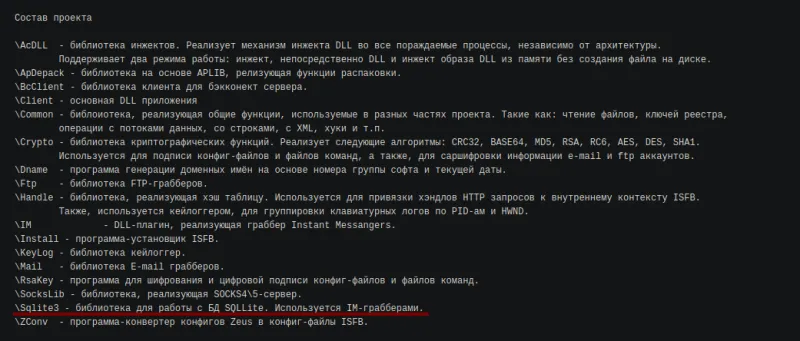 Состав проекта
\AcDLL - библиотека инжектов. Реализует механизм инжекта DLL во все поражаемые процессы, независимо от архитектуры.
Поддерживает два режима работы: инжект, непосредственно DLL и инжект образа DLL из памяти без создания файла на диске.
\ApDepack - библиотека на основе APLIB, релизующая функции распаковки.
\BcClient - библиотека клиента для бэкконект сервера.
\Client - основная DLL приложения
\Common - библоиотека, реализующая общие функции, используемые в разных частях проекта. Такие как: чтение файлов, ключей реестра,
операции с потоками данных, со строками, с XML, хуки и т.п.
\Crypto - библиотека криптографических функций. Реализует следующие алгоритмы: CRC32, BASE64, MD5, RSA, RC6, AES, DES, SHA1.
Используется для подписи конфиг-файлов и файлов команд, а также, для саршифровки информации e-mail и ftp аккаунтов.
\Dname - программа генерации доменных имён на основе номера группы софта и текущей даты.
\Ftp - библиотека FTP-грабберов.
\Handle - библиотека, реализующая хэш таблицу. Используется для привязки хэндлов HTTP запросов к внутреннему контексту ISFB.
Также, используется кейлоггером, для группировки клавиатурных логов по PID-ам и HWND.
\IM - DLL-плагин, реализующая граббер Instant Messangers.
\Install - программа-установщик ISFB.
\KeyLog - библиотека кейлоггер.
\Mail - библиотека E-mail грабберов.
\RsaKey - программа для шифрования и цифровой подписи конфиг-файлов и файлов команд.
\SocksLib - библиотека, реализующая SOCKS4\5-сервер.
\Sqlite3 - библиотека для работы с БД SQLLite. Используется IM-грабберами.
\ZConv - программа-конвертер конфигов Zeus в конфиг-файлы ISFB.